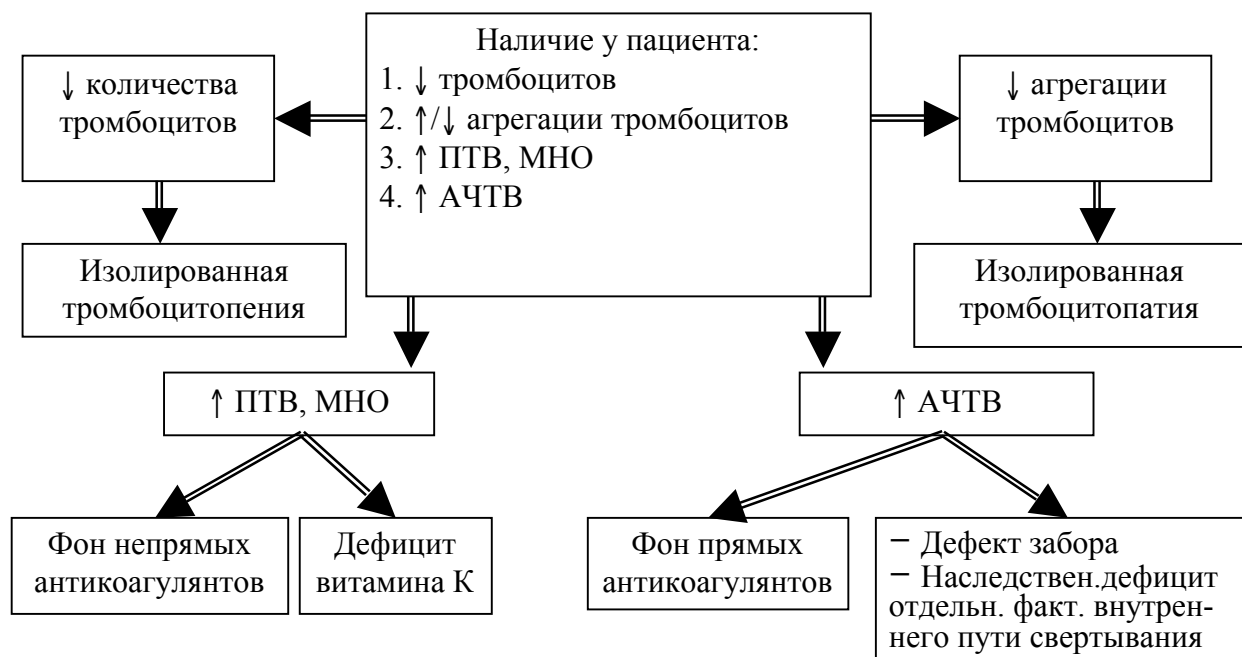 Наличие у пациента:
1. ↓ тромбоцитов
2. ↑/↓ агрегации тромбоцитов
3. ↑ ПТВ, МНО
4. ↑ АЧТВ
↓ количества
тромбоцитов
↓ агрегации
тромбоцитов
Изолированная
тромбоцитопения
Изолированная
тромбоцитопатия
↑ ПТВ, МНО
↑ АЧТВ
Фон непрямых
антикоагулянтов
Дефицит
витамина К
Фон прямых
антикоагулянтов
− Дефект забора
− Наследствен.дефицит
отдельн. факт. внутрен-
него пути свертывания